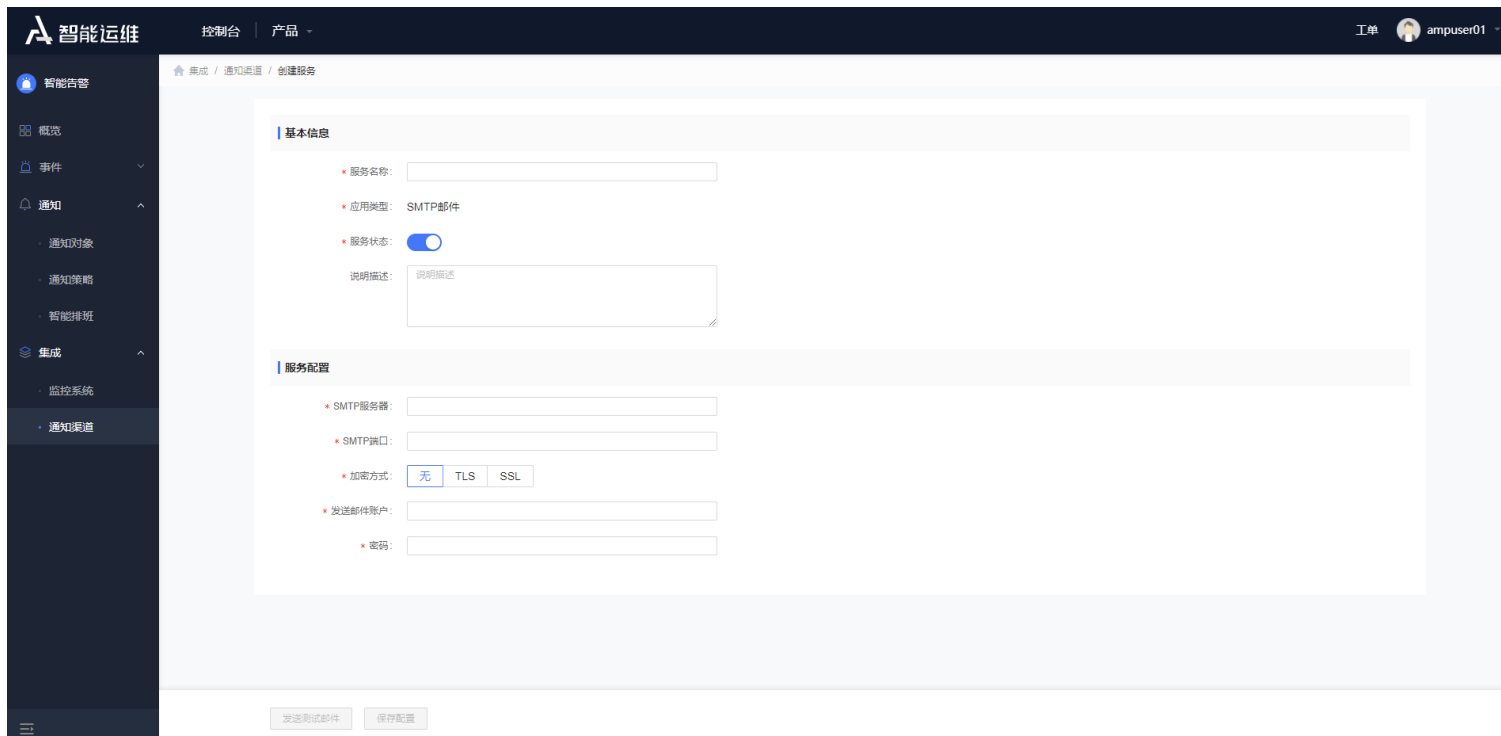 智能运维
控制台 产品
工单 ampuser01
智能告警
概览
事件
通知
通知对象
通知策略
智能排班
集成
监控系统
通知渠道
集成 / 通知渠道 / 创建服务
基本信息
* 服务名称:
* 应用类型: SMTP邮件
* 服务状态:
说明描述: 说明描述
服务配置
* SMTP服务器:
* SMTP端口:
* 加密方式: 无 TLS SSL
* 发送邮件账户:
* 密码:
发送测试邮件 保存配置